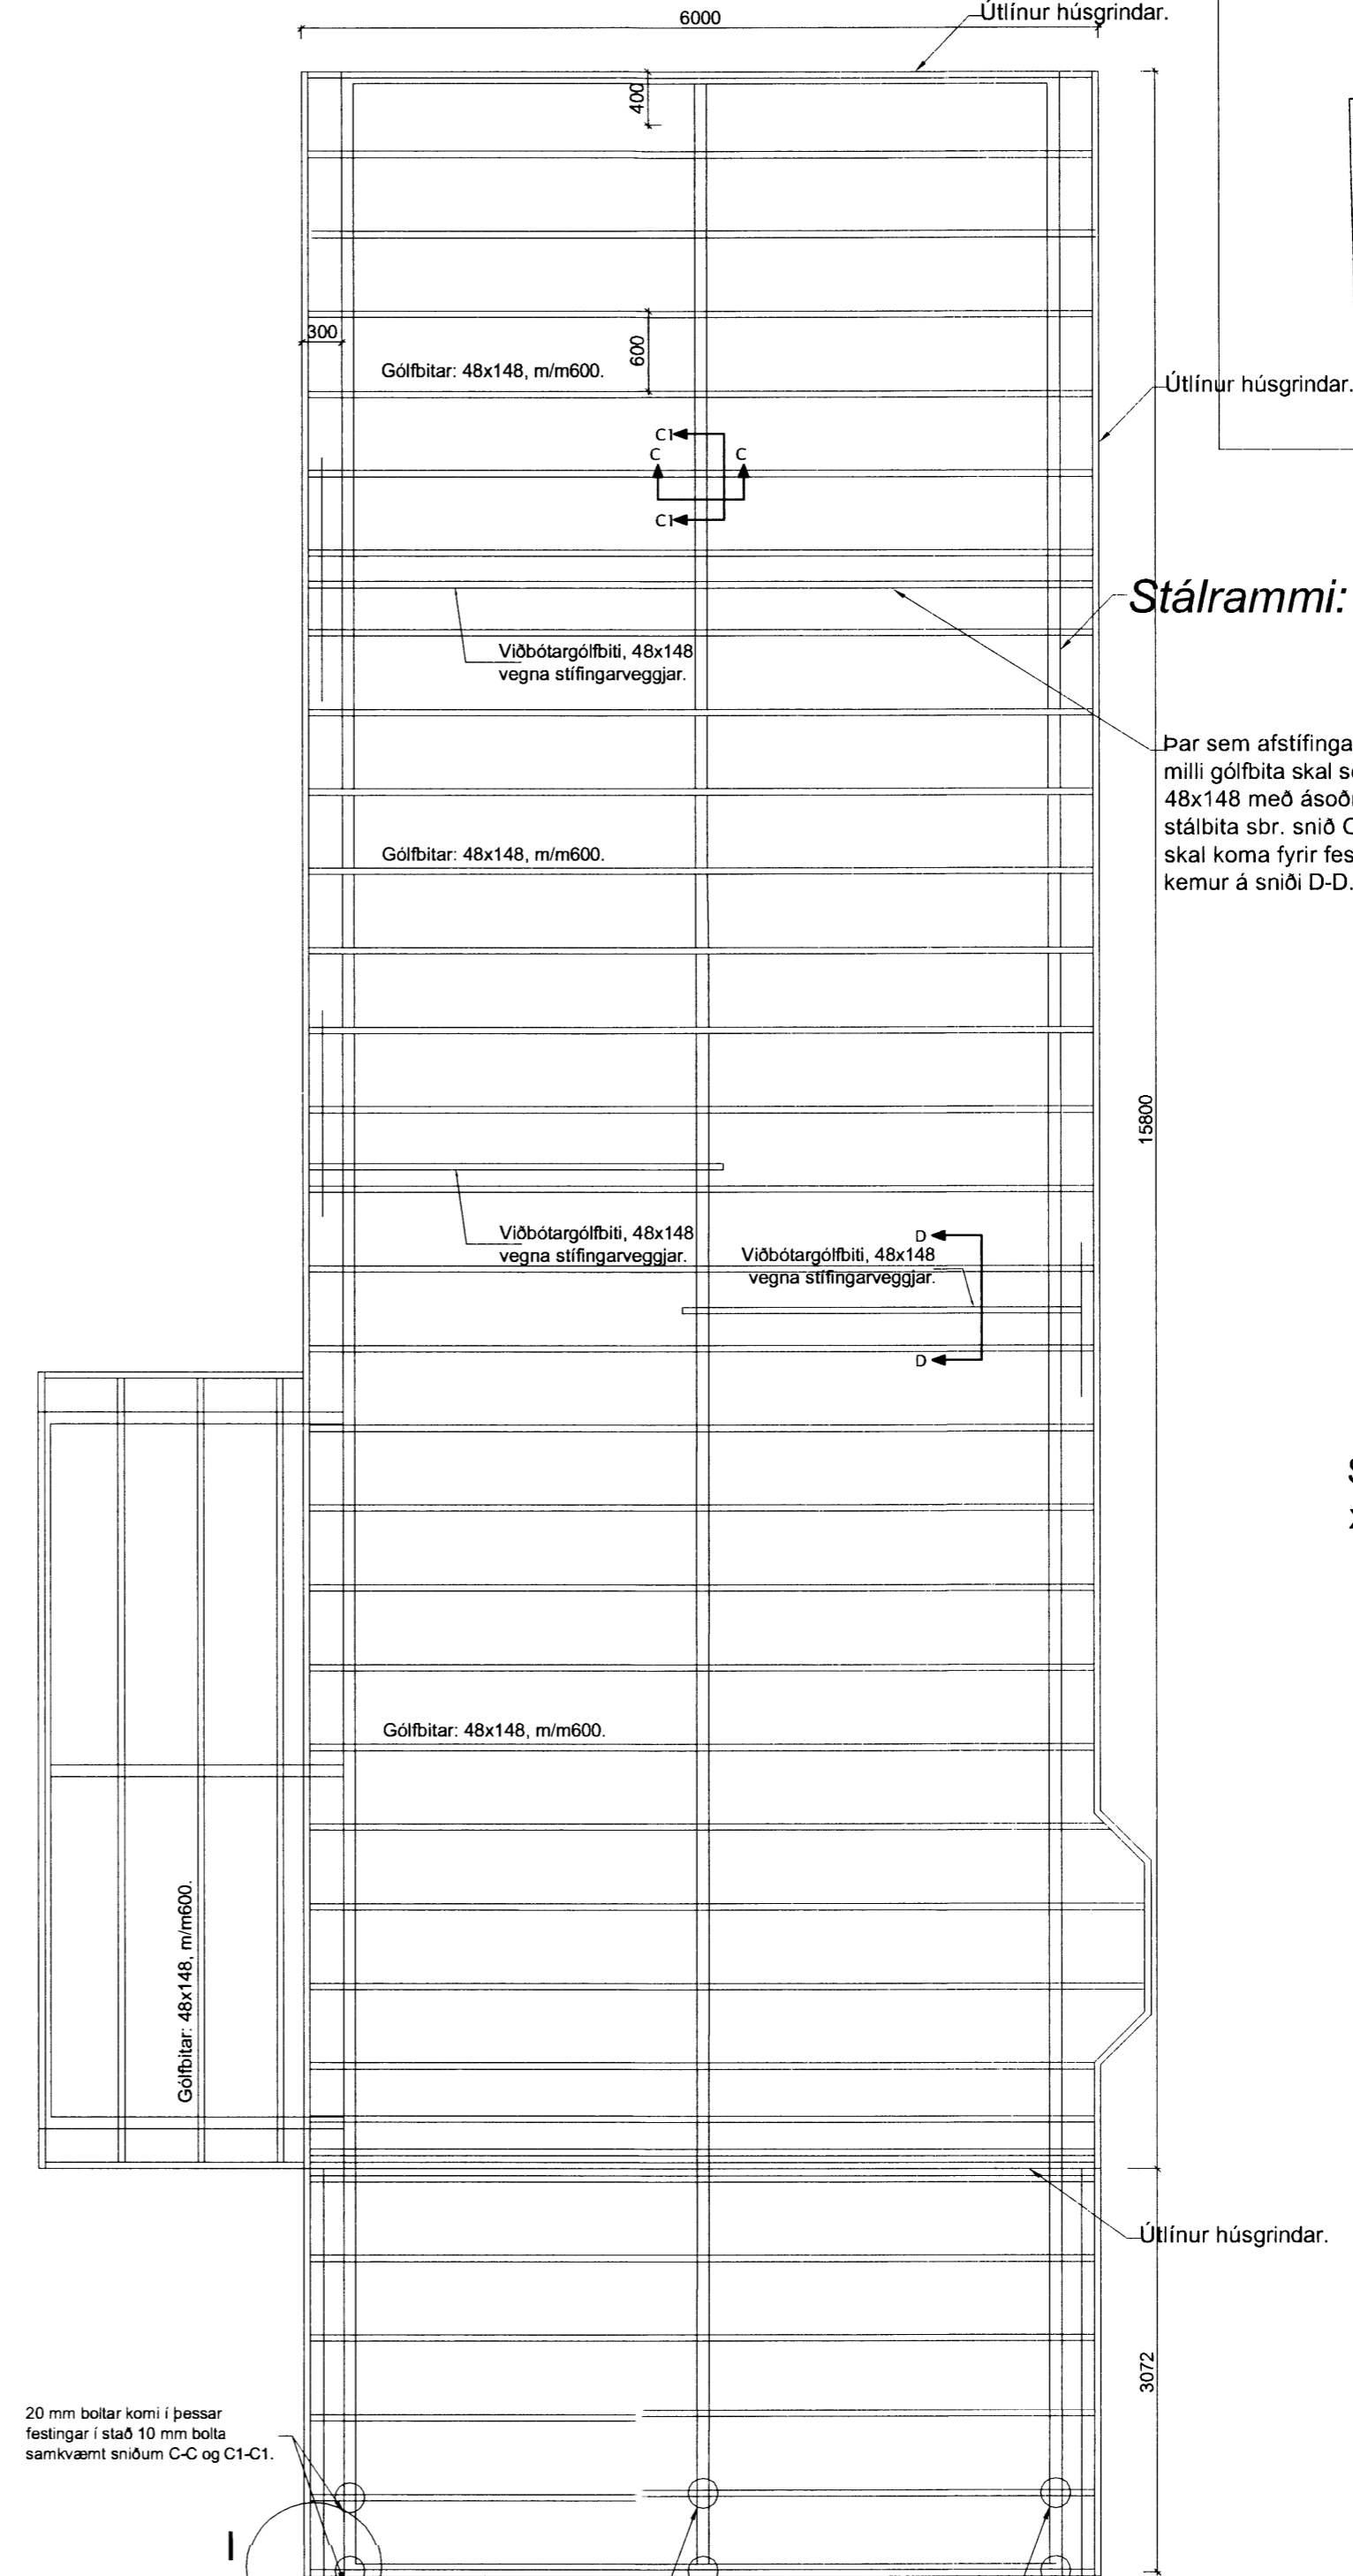 6000
Útlínur húsgrindar.
400
300
600
Gólfbitar: 48x148, m/m600.
Útlínur húsgrindar.
C1
C
C
C1
Stálrammi:
Viðbótargólfbiti, 48x148
vegna stífingarveggjar.
Þar sem afstífinga
milli gólfbita skal s
48x148 með ásoð
stálbita sbr. snið C
skal koma fyrir fes
kemur á sniði D-D.
Gólfbitar: 48x148, m/m600.
15800
Viðbótargólfbiti, 48x148
vegna stífingarveggjar.
D
Viðbótargólfbiti, 48x148
vegna stífingarveggjar.
D
Gólfbitar: 48x148, m/m600.
Gólfbitar: 48x148, m/m600.
Útlínur húsgrindar.
3072
20 mm boltar komi í þessar
festingar í stað 10 mm bolta
samkvæmt sniðum C-C og C1-C1.
I